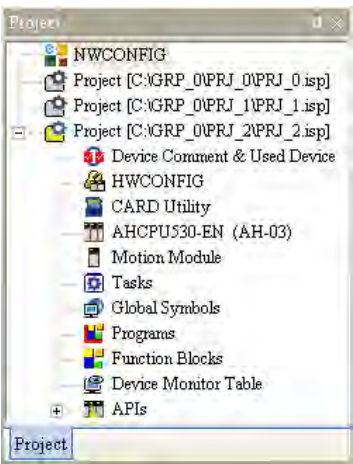 Project
NWCONFIG
Project [C:\GRP_0\PRJ_0\PRJ_0.isp]
Project [C:\GRP_0\PRJ_1\PRJ_1.isp]
Project [C:\GRP_0\PRJ_2\PRJ_2.isp]
Device Comment & Used Device
HWCONFIG
CARD Utility
AHCPU530-EN (AH-03)
Motion Module
Tasks
Global Symbols
Programs
Function Blocks
Device Monitor Table
APIs
Project